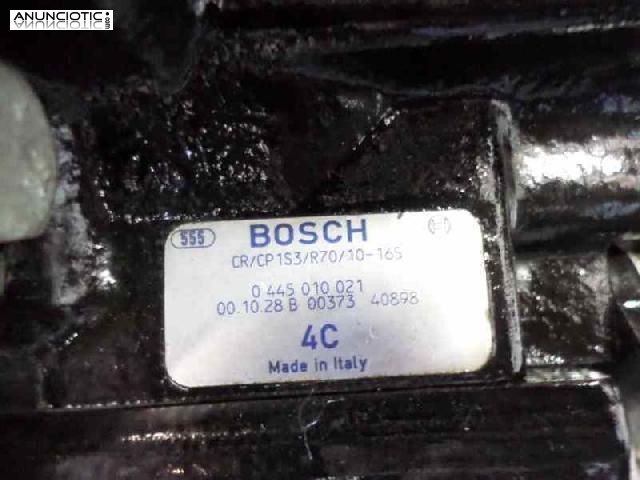 ANUNCIOTIC.es
555 BOSCH
CR/CP1S3/R70/10-16S
0 445 010 021
00.10.28 B 00373 40898
4C
Made in Italy